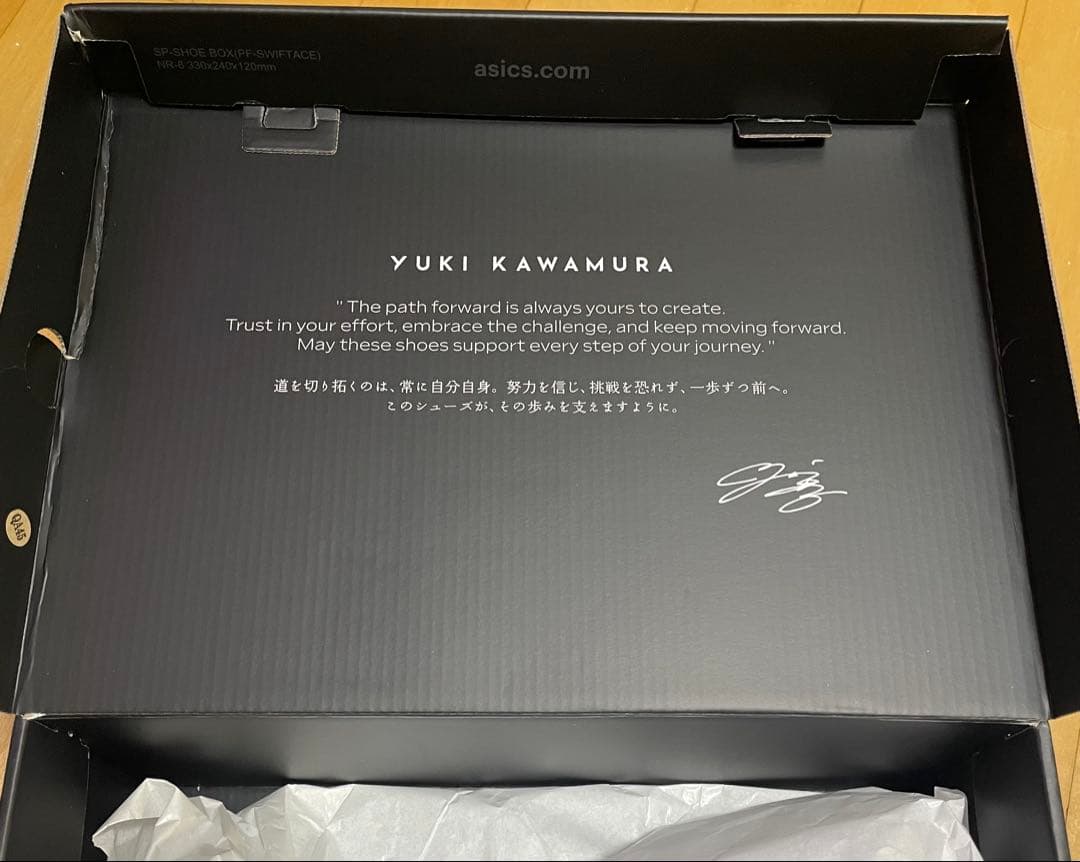 SP-SHOE BOX(PF-SWIFTACE)
NR-6 330x240x120mm
asics.com
YUKI KAWAMURA
" The path forward is always yours to create.
Trust in your effort, embrace the challenge, and keep moving forward.
May these shoes support every step of your journey. "
道を切り拓くのは、常に自分自身。努力を信じ、挑戦を恐れず、一歩ずつ前へ。
このシューズが、その歩みを支えますように。
QA45